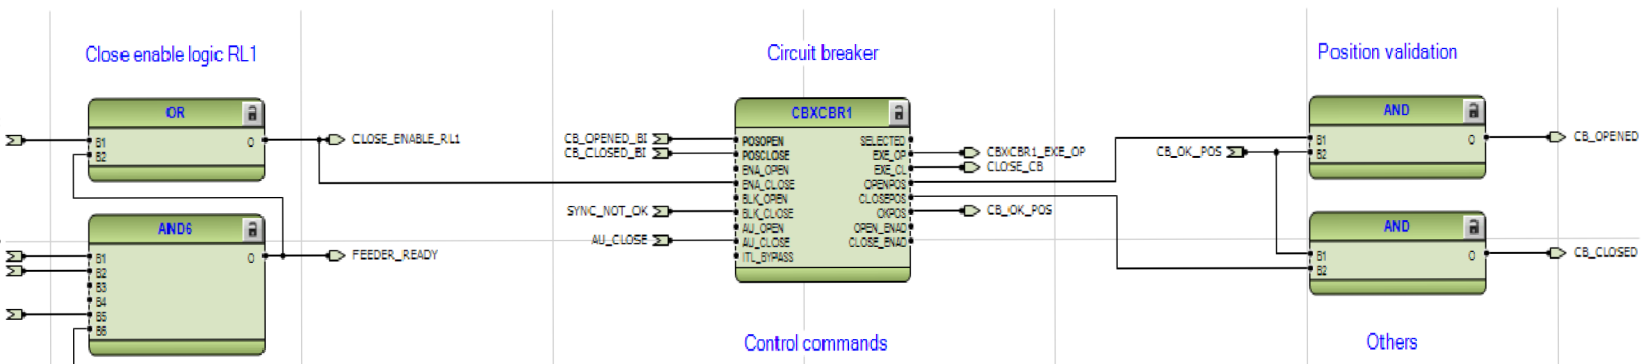 Close enable logic RL1
OR
B1
B2
O
CLOSE_ENABLE_RL1
AND6
B1
B2
B3
B4
B5
B6
O
FEEDER_READY
Circuit breaker
CB_OPENED_BI
CB_CLOSED_BI
SYNC_NOT_OK
AU_CLOSE
CBXCBR1
POSOPEN
POSCLOSE
ENA_OPEN
ENA_CLOSE
BLK_OPEN
BLK_CLOSE
AU_OPEN
AU_CLOSE
ITL_BYPASS
SELECTED
EXE_OP
EXE_CL
OPENPOS
CLOSEPOS
OKPOS
OPEN_ENAD
CLOSE_ENAD
CBXCBR1_EXE_OP
CLOSE_CB
CB_OK_POS
Control commands
Position validation
CB_OK_POS
AND
B1
B2
O
CB_OPENED
AND
B1
B2
O
CB_CLOSED
Others